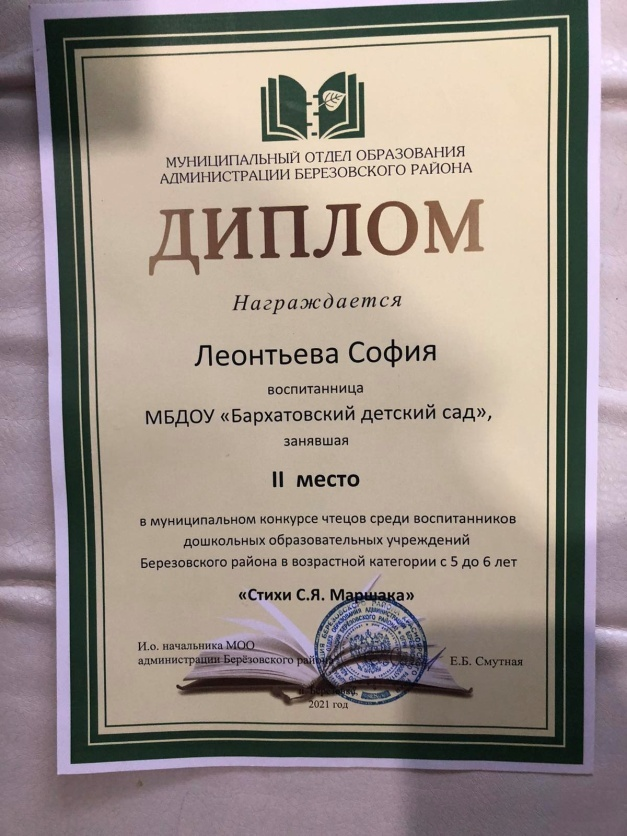 МУНИЦИПАЛЬНЫЙ ОТДЕЛ ОБРАЗОВАНИЯ
АДМИНИСТРАЦИИ БЕРЕЗОВСКОГО РАЙОНА
ДИПЛОМ
Награждается
Леонтьева София
воспитанница
МБДОУ «Бархатовский детский сад»,
занявшая
II место
в муниципальном конкурсе чтецов среди воспитанников
дошкольных образовательных учреждений
Березовского района в возрастной категории с 5 до 6 лет
«Стихи С.Я. Маршака»
И.о. начальника МОО
администрации Берёзовского района
Е.Б. Смутная
2021 год